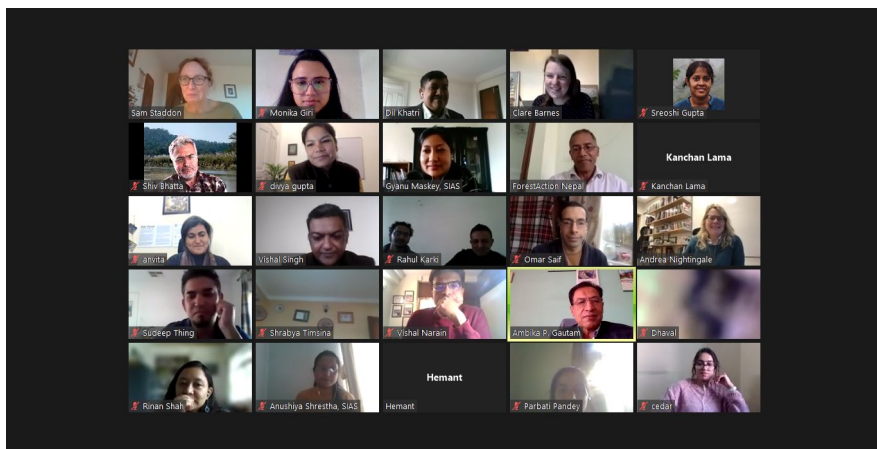 Sam Staddon
Monika Giri
Dil Khatri
Clare Barnes
Sreoshi Gupta
Shiv Bhatta
divya gupta
Gyanu Maskey, SIAS
ForestAction Nepal
Kanchan Lama
Kanchan Lama
anvita
Vishal Singh
Rahul Karki
Omar Saif
Andrea Nightingale
Sudeep Thing
Shrabya Timsina
Vishal Narain
Ambika P. Gautam
Dhaval
Rinan Shah
Anushiya Shrestha, SIAS
Hemant
Hemant
Parbati Pandey
cedar